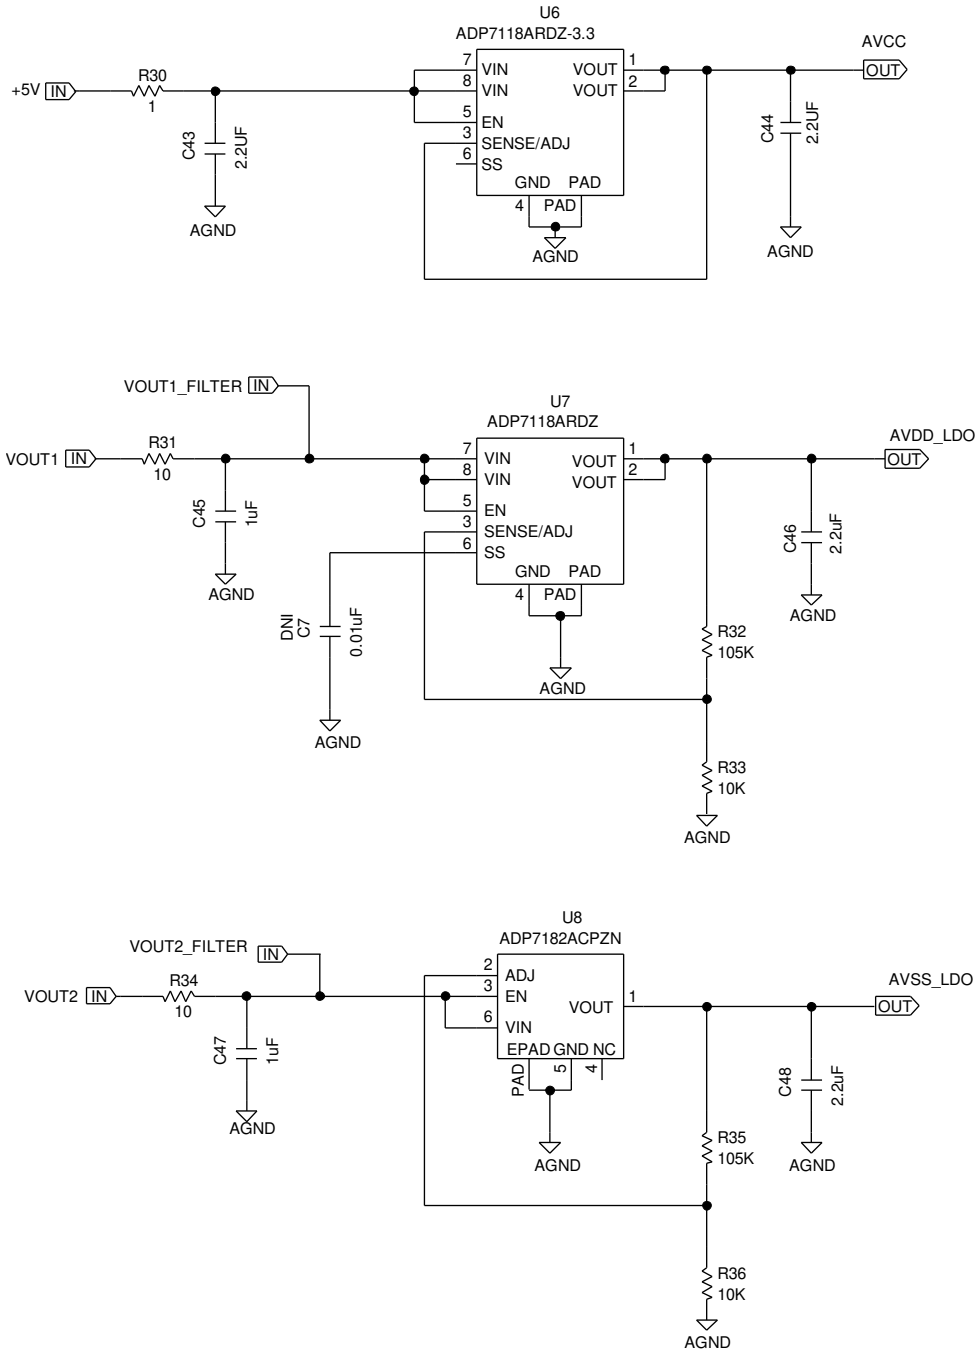 U6
ADP7118ARDZ-3.3
AVCC
+5V IN
R30
1
C43
2.2UF
AGND
7 VIN
8 VIN
5 EN
3 SENSE/ADJ
6 SS
VOUT 1
VOUT 2
GND PAD
4 PAD
AGND
OUT
C44
2.2UF
AGND
VOUT1_FILTER IN
U7
ADP7118ARDZ
AVDD_LDO
VOUT1 IN
R31
10
C45
1uF
AGND
7 VIN
8 VIN
5 EN
3 SENSE/ADJ
6 SS
VOUT 1
VOUT 2
GND PAD
4 PAD
AGND
OUT
C46
2.2uF
AGND
DNI
C7
0.01uF
AGND
R32
105K
R33
10K
AGND
U8
ADP7182ACPZN
VOUT2_FILTER IN
AVSS_LDO
VOUT2 IN
R34
10
C47
1uF
AGND
2 ADJ
3 EN
6 VIN
VOUT 1
EPAD GND NC
PAD 5 4
AGND
OUT
C48
2.2uF
AGND
R35
105K
R36
10K
AGND